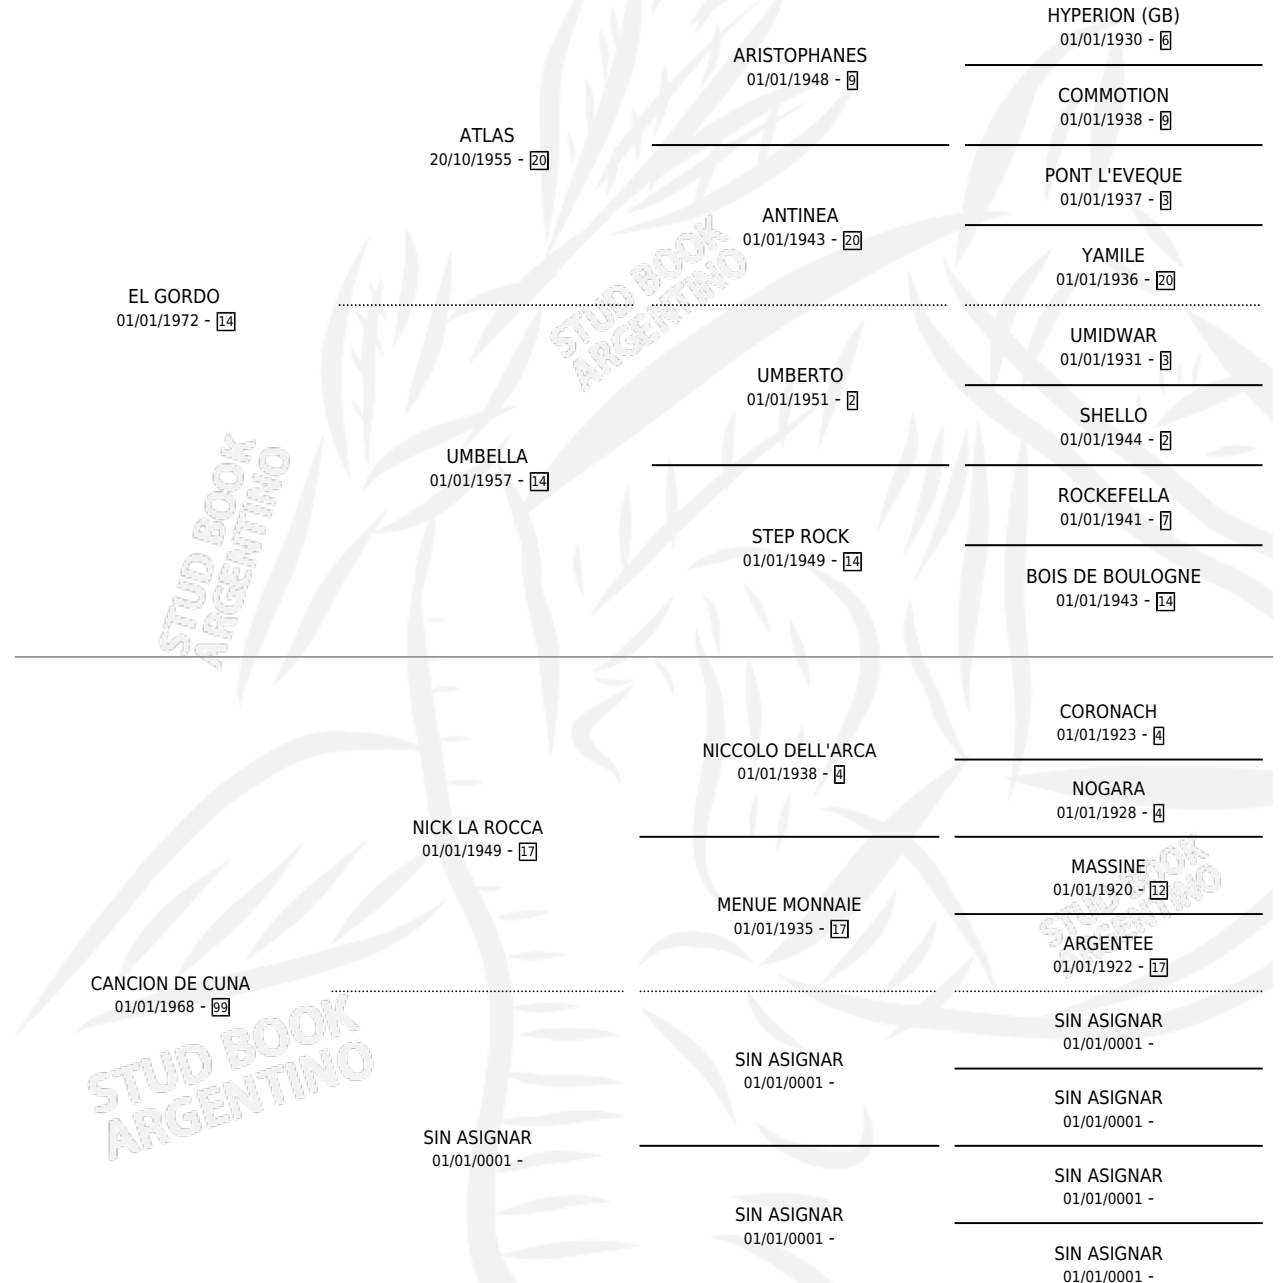 HYPERION (GB)
01/01/1930 - 6
ARISTOPHANES
01/01/1948 - 9
COMMOTION
01/01/1938 - 9
ATLAS
20/10/1955 - 20
PONT L'EVEQUE
01/01/1937 - 3
ANTINEA
01/01/1943 - 20
YAMILE
01/01/1936 - 20
EL GORDO
01/01/1972 - 14
STUD BOOK
ARGENTINO
UMIDWAR
01/01/1931 - 3
UMBERTO
01/01/1951 - 2
SHELLO
01/01/1944 - 2
UMBELLA
01/01/1957 - 14
ROCKEFELLA
01/01/1941 - 7
STEP ROCK
01/01/1949 - 14
BOIS DE BOULOGNE
01/01/1943 - 14
STUD BOOK
ARGENTINO
CORONACH
01/01/1923 - 4
NICCOLO DELL'ARCA
01/01/1938 - 4
NOGARA
01/01/1928 - 4
NICK LA ROCCA
01/01/1949 - 17
MASSINE
01/01/1920 - 12
MENUE MONNAIE
01/01/1935 - 17
ARGENTEE
01/01/1922 - 17
STUD BOOK
ARGENTINO
CANCION DE CUNA
01/01/1968 - 99
SIN ASIGNAR
01/01/0001 -
SIN ASIGNAR
01/01/0001 -
SIN ASIGNAR
01/01/0001 -
STUD BOOK
ARGENTINO
SIN ASIGNAR
01/01/0001 -
SIN ASIGNAR
01/01/0001 -
SIN ASIGNAR
01/01/0001 -
SIN ASIGNAR
01/01/0001 -